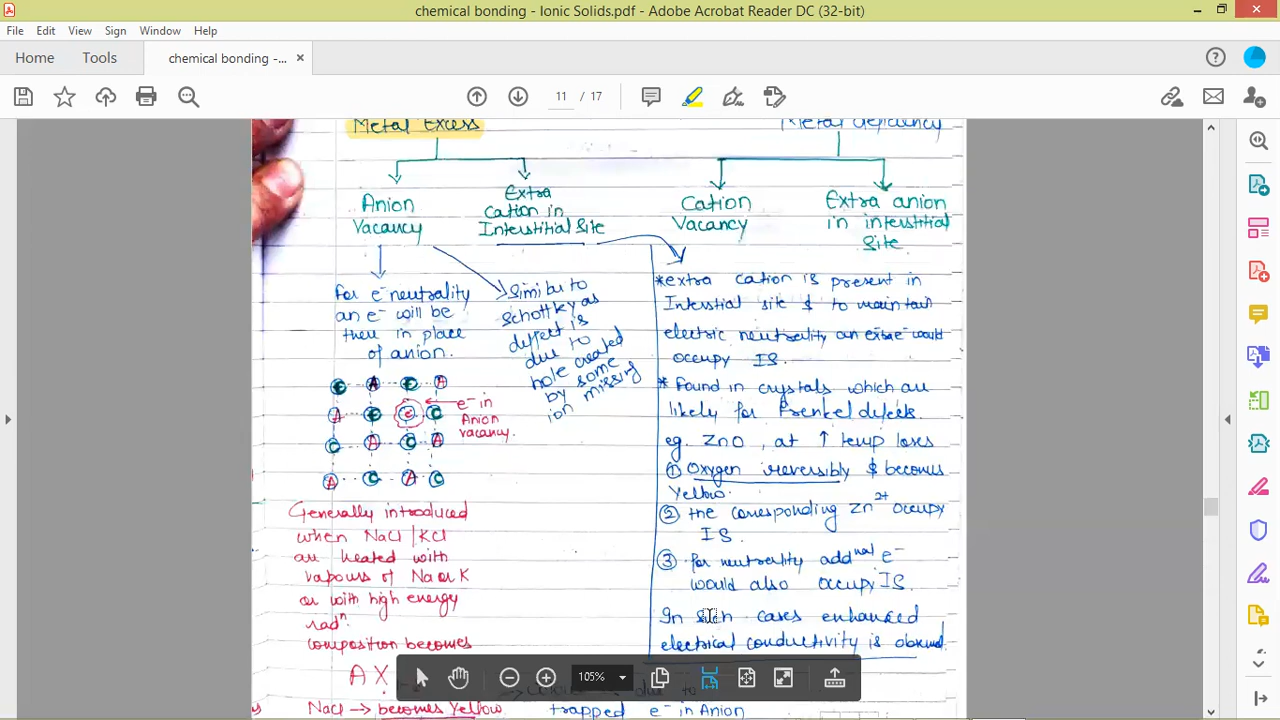 chemical bonding - Ionic Solids.pdf - Adobe Acrobat Reader DC (32-bit)
File Edit View Sign Window Help
Home Tools chemical bonding -... ×
11 / 17
Metal Excess
Metal deficiency
Anion
Vacancy
Extra
Cation in
Interstitial Site
Cation
Vacancy
Extra anion
in interstitial
Site
For e⁻ neutrality
an e⁻ will be
there in place
of anion.
Similar to
schottky as
defect is
due to
hole created
by some
ion missing
C A C A
A C e⁻ C
C A C A
A C A C
e⁻ in
Anion
vacancy.
Generally introduced
when NaCl/KCl
are heated with
vapours of Na or K
or with high energy
radⁿ.
composition becomes
A X
NaCl → becomes Yellow
*extra cation is present in
Interstial site & to maintain
electric neutrality an extra e⁻ would
occupy IS.
* Found in crystals which are
likely for Frenkel defects.
eg. ZnO, at ↑ temp loses
① Oxygen irreversibly & becomes
Yellow.
② the corresponding Zn²⁺ occupy
IS.
③ for neutrality addnal e⁻
would also occupy IS.
In such cases enhanced
electrical conductivity is observed.
105%
due to
trapped e⁻ in Anion